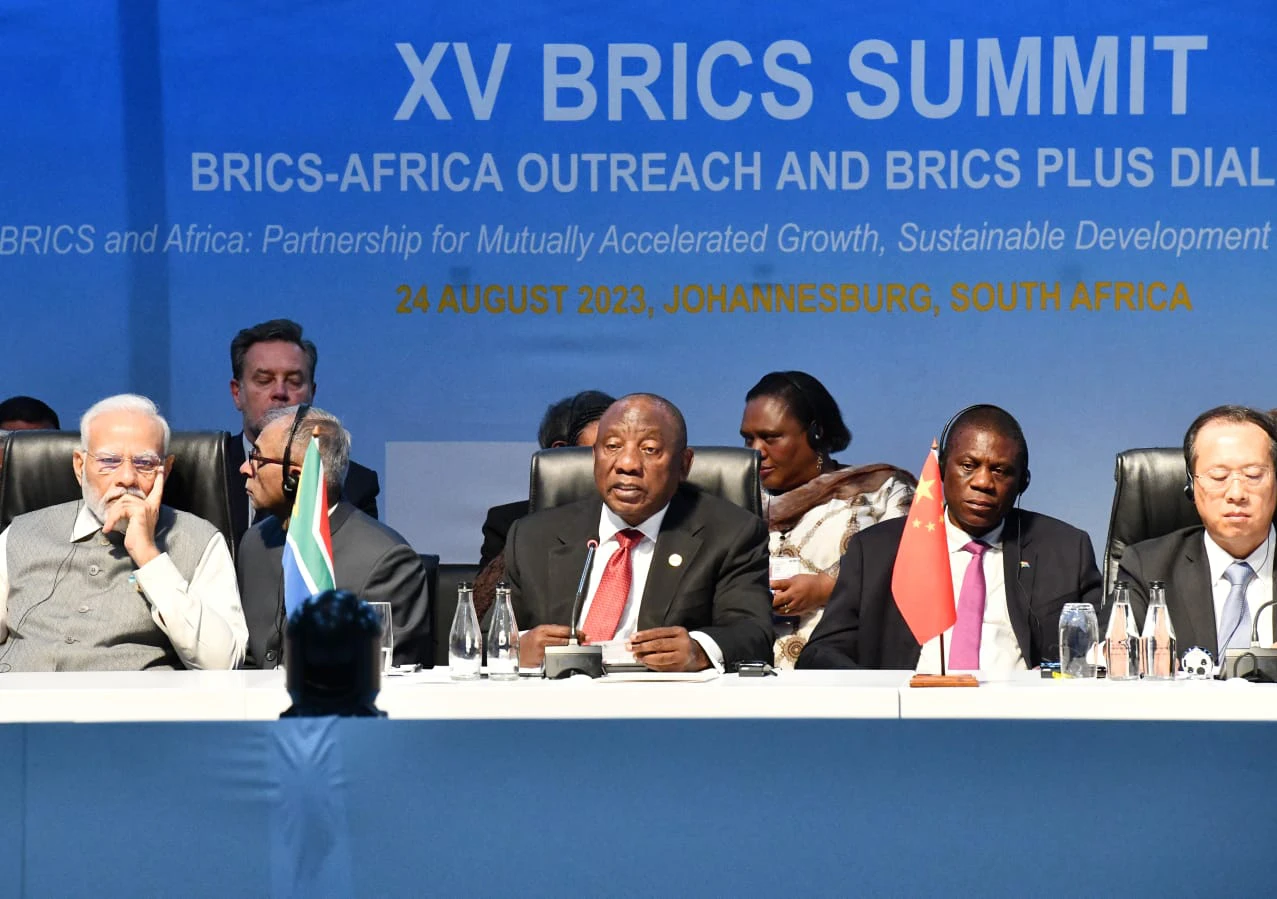 XV BRICS SUMMIT
BRICS-AFRICA OUTREACH AND BRICS PLUS DIAL
BRICS and Africa: Partnership for Mutually Accelerated Growth, Sustainable Development
24 AUGUST 2023, JOHANNESBURG, SOUTH AFRICA